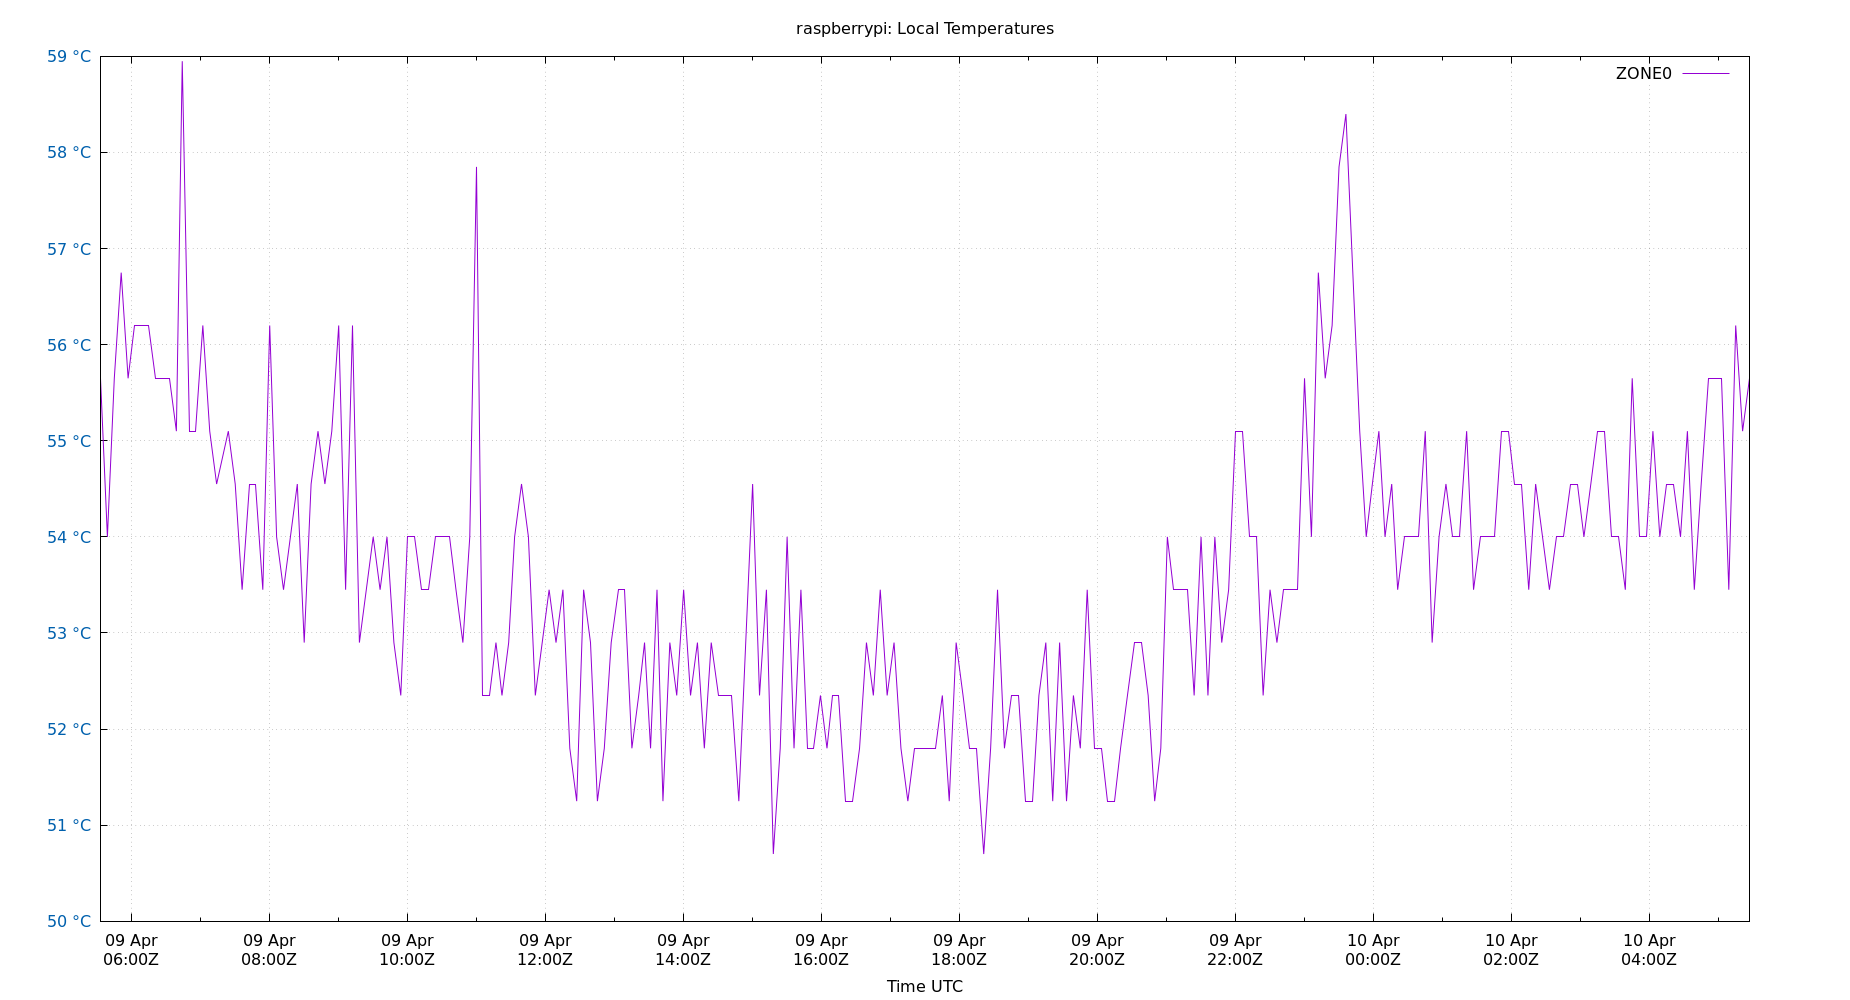 raspberrypi: Local Temperatures
59 °C
ZONE0
58 °C
57 °C
56 °C
55 °C
54 °C
53 °C
52 °C
51 °C
50 °C
09 Apr 09 Apr 09 Apr 09 Apr 09 Apr 09 Apr 09 Apr 09 Apr 09 Apr 10 Apr 10 Apr 10 Apr
06:00Z 08:00Z 10:00Z 12:00Z 14:00Z 16:00Z 18:00Z 20:00Z 22:00Z 00:00Z 02:00Z 04:00Z
Time UTC